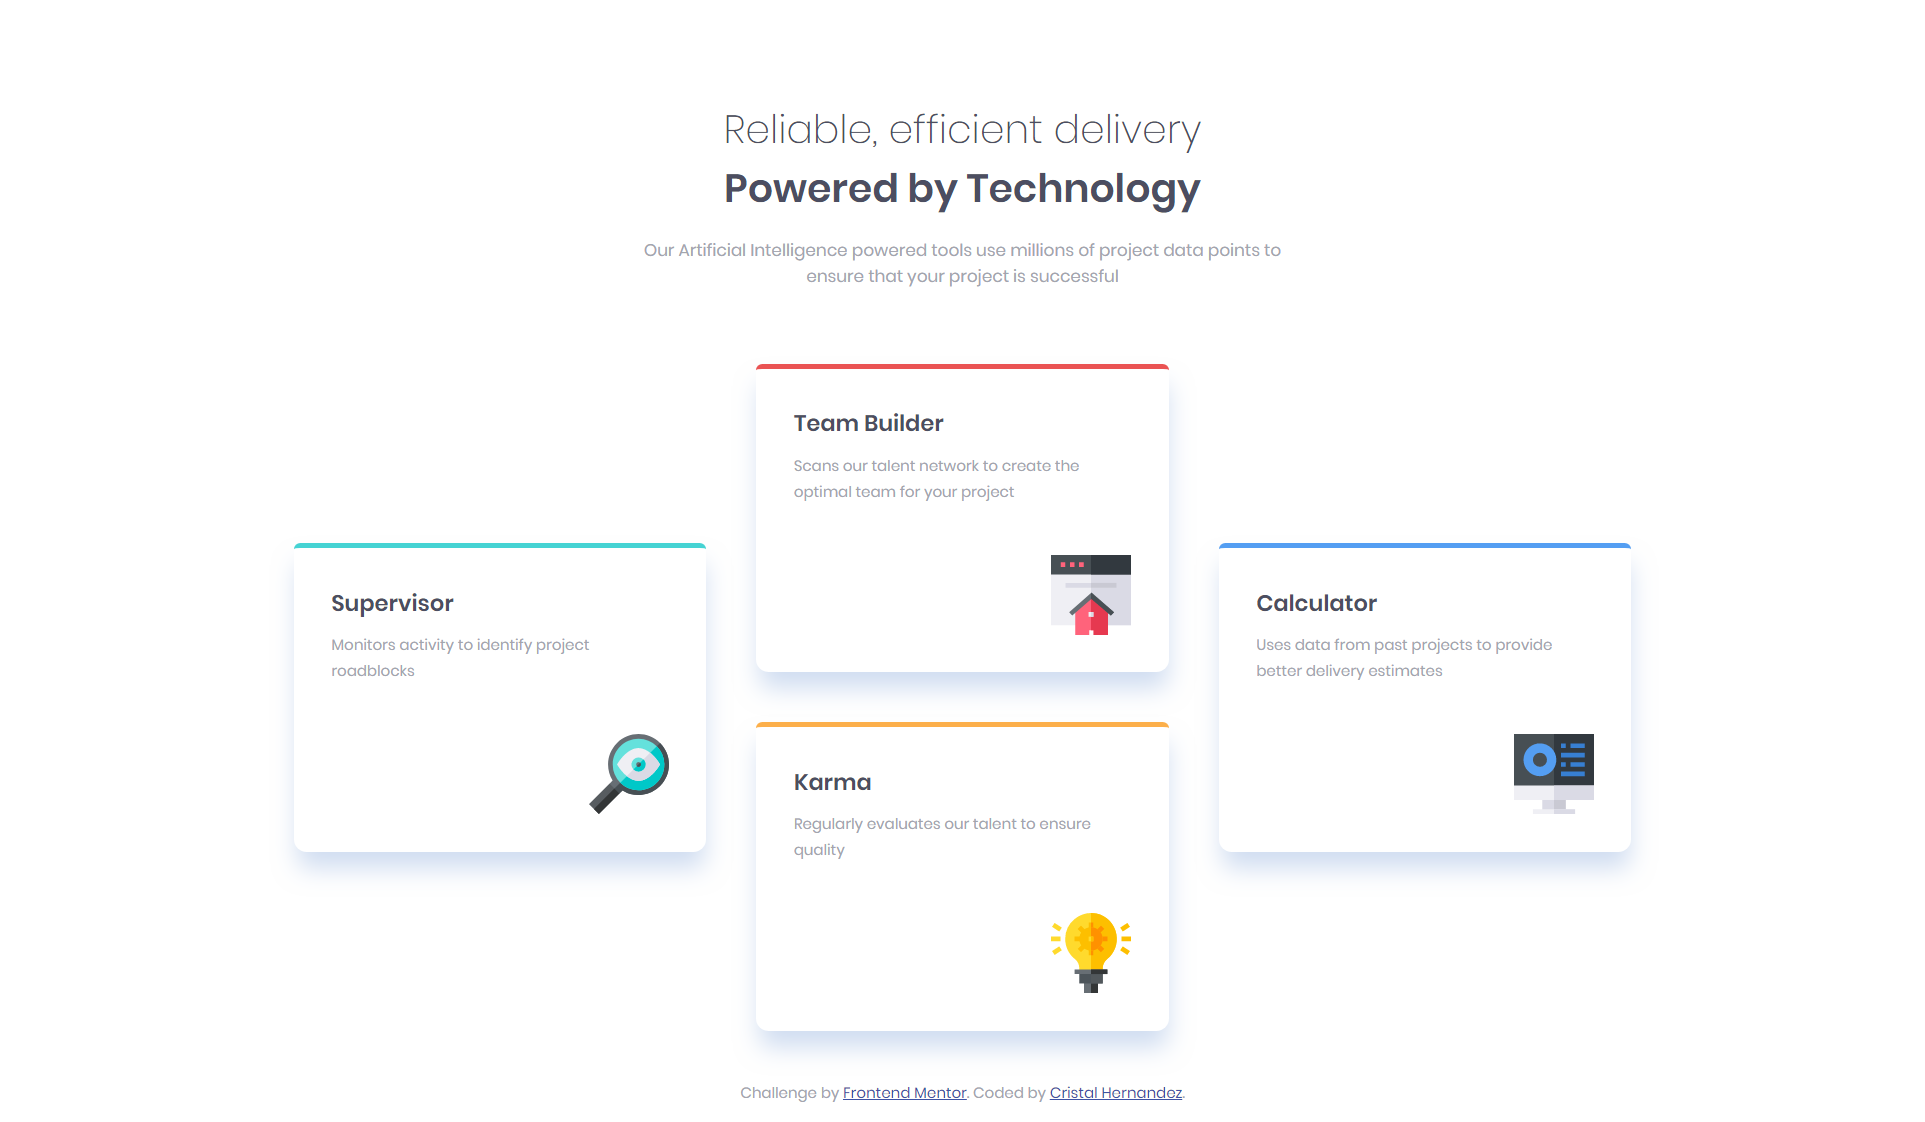 Reliable, efficient delivery
Powered by Technology
Our Artificial Intelligence powered tools use millions of project data points to
ensure that your project is successful
Team Builder
Scans our talent network to create the
optimal team for your project
Supervisor
Monitors activity to identify project
roadblocks
Calculator
Uses data from past projects to provide
better delivery estimates
Karma
Regularly evaluates our talent to ensure
quality
Challenge by Frontend Mentor. Coded by Cristal Hernandez.